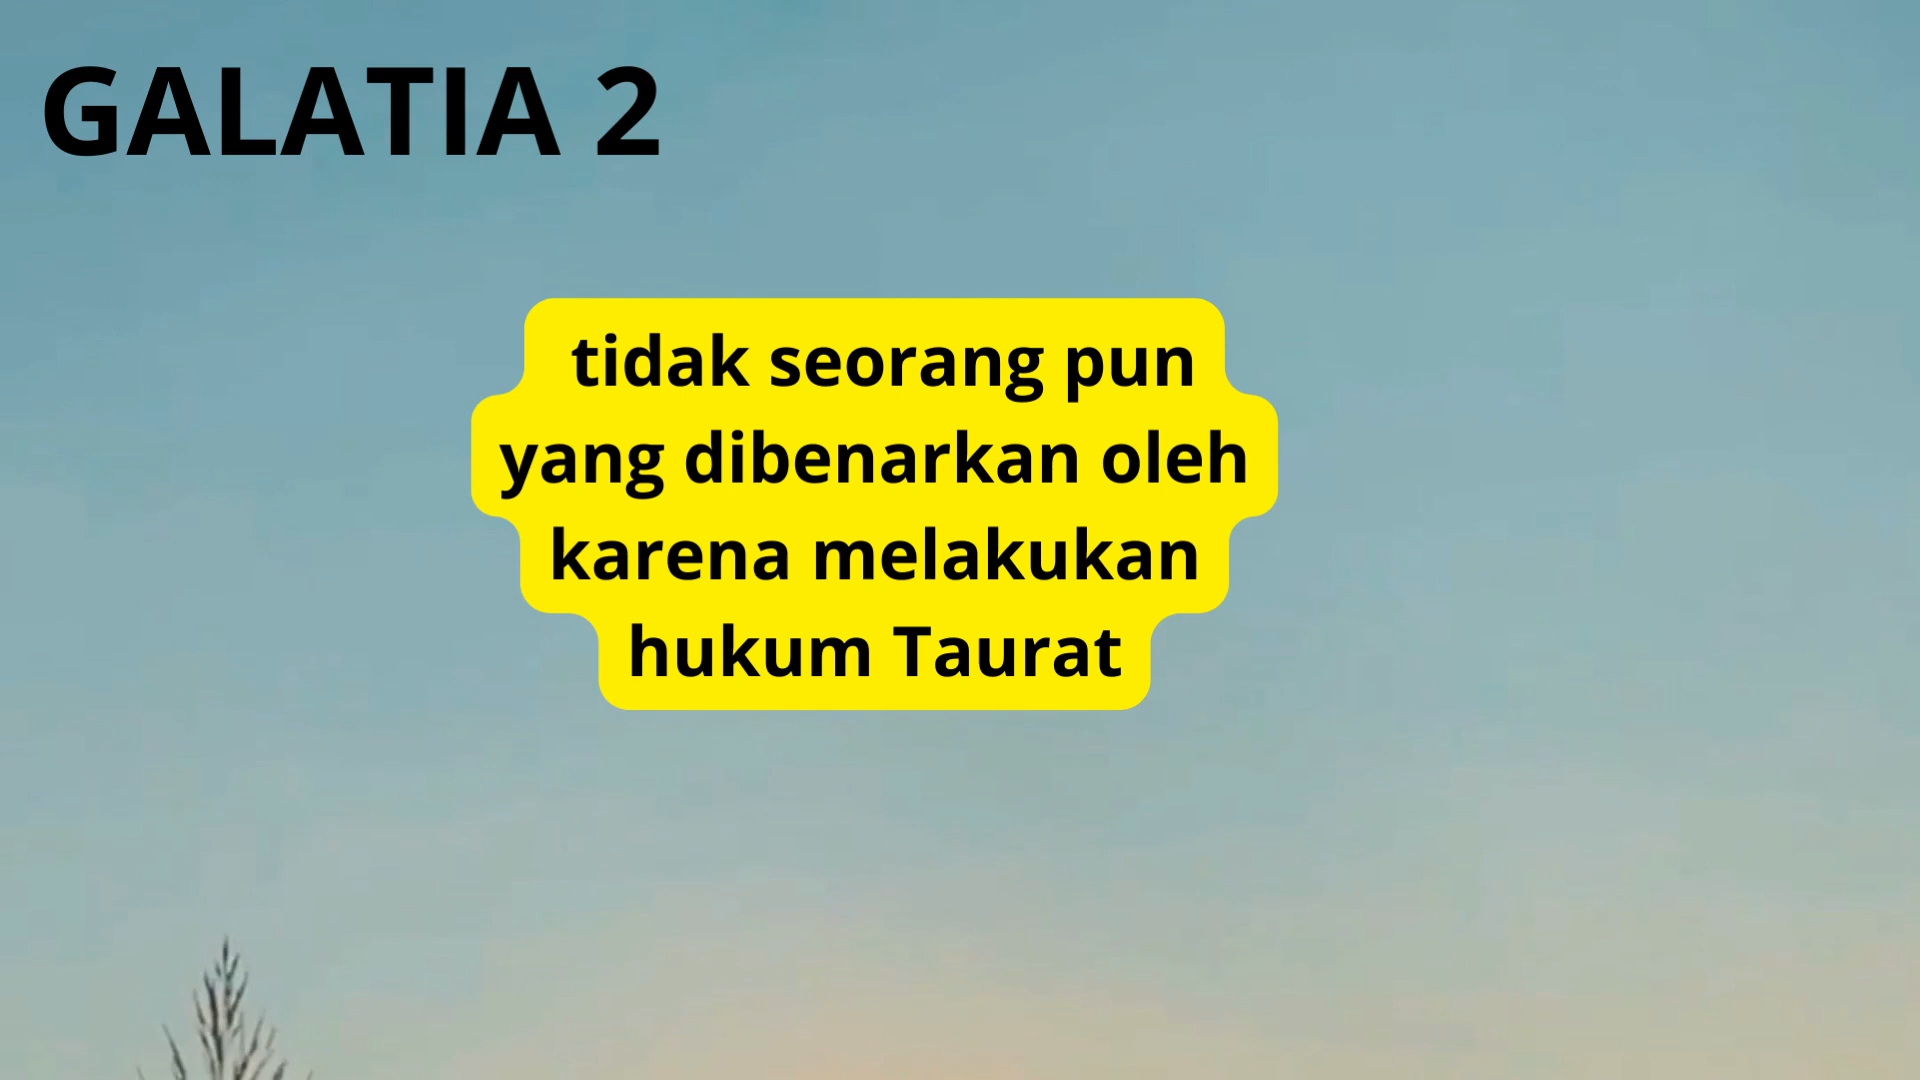 GALATIA 2
tidak seorang pun
yang dibenarkan oleh
karena melakukan
hukum Taurat